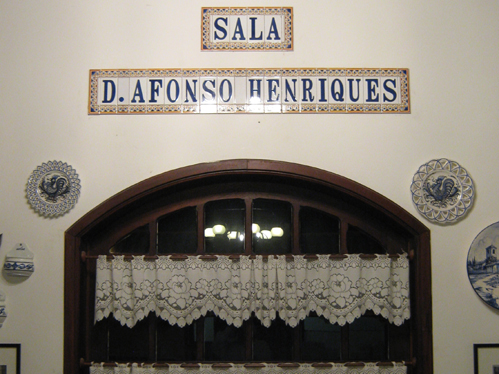 SALA
D. AFONSO HENRIQUES